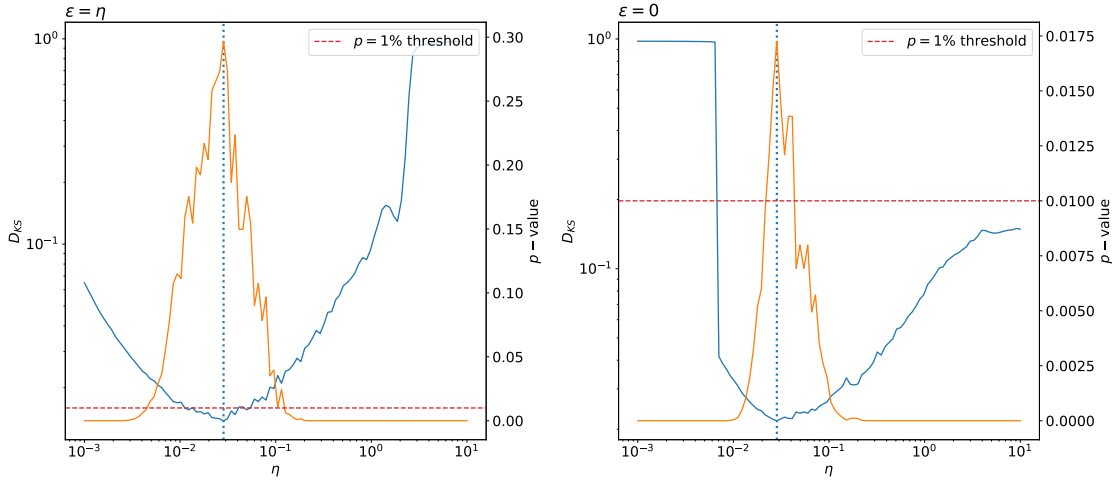 ε = η
p = 1% threshold
10⁰
10⁻¹
D_KS
0.30
0.25
0.20
0.15
0.10
0.05
0.00
p − value
10⁻³
10⁻²
10⁻¹
10⁰
10¹
η
ε = 0
p = 1% threshold
10⁰
10⁻¹
D_KS
0.0175
0.0150
0.0125
0.0100
0.0075
0.0050
0.0025
0.0000
p − value
10⁻³
10⁻²
10⁻¹
10⁰
10¹
η